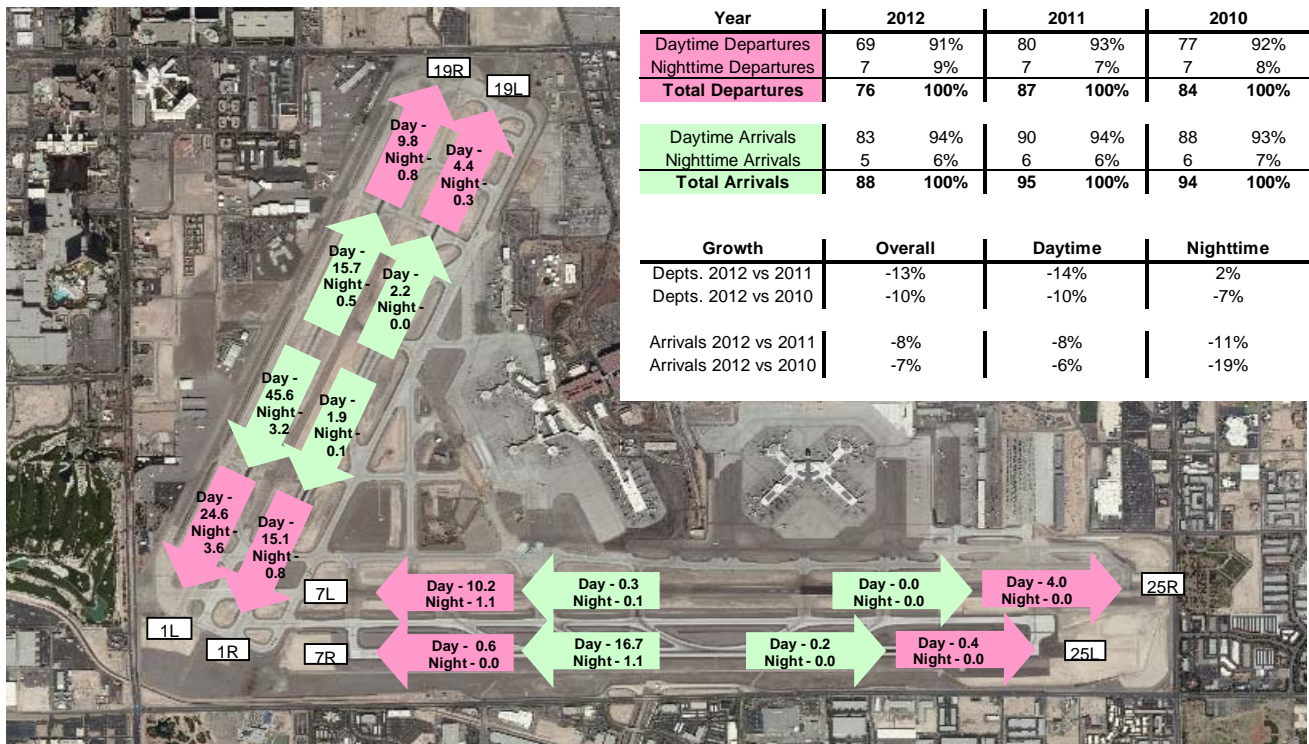 Year 2012 2011 2010
Daytime Departures 69 91% 80 93% 77 92%
Nighttime Departures 7 9% 7 7% 7 8%
Total Departures 76 100% 87 100% 84 100%
Daytime Arrivals 83 94% 90 94% 88 93%
Nighttime Arrivals 5 6% 6 6% 6 7%
Total Arrivals 88 100% 95 100% 94 100%
Growth Overall Daytime Nighttime
Depts. 2012 vs 2011 -13% -14% 2%
Depts. 2012 vs 2010 -10% -10% -7%
Arrivals 2012 vs 2011 -8% -8% -11%
Arrivals 2012 vs 2010 -7% -6% -19%
19R
19L
Day -
9.8
Night -
0.8
Day -
4.4
Night -
0.3
Day -
15.7
Night -
0.5
Day -
2.2
Night -
0.0
Day -
45.6
Night -
3.2
Day -
1.9
Night -
0.1
Day -
24.6
Night -
3.6
Day -
15.1
Night -
0.8
1L
1R
7L
7R
Day - 10.2
Night - 1.1
Day - 0.3
Night - 0.1
Day - 0.0
Night - 0.0
Day - 4.0
Night - 0.0
25R
Day - 0.6
Night - 0.0
Day - 16.7
Night - 1.1
Day - 0.2
Night - 0.0
Day - 0.4
Night - 0.0
25L